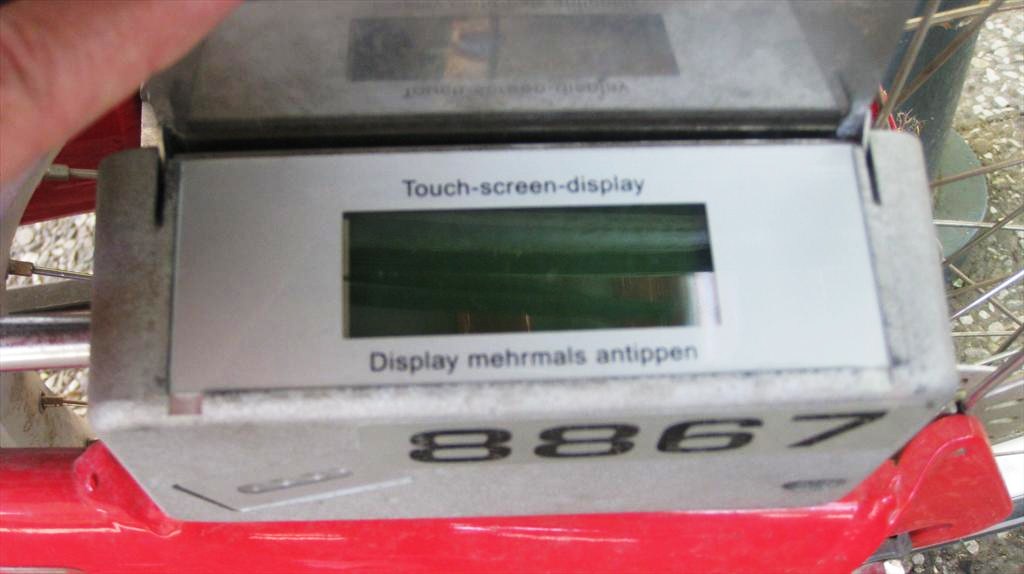 Touch-screen-display
Display mehrmals antippen
8867